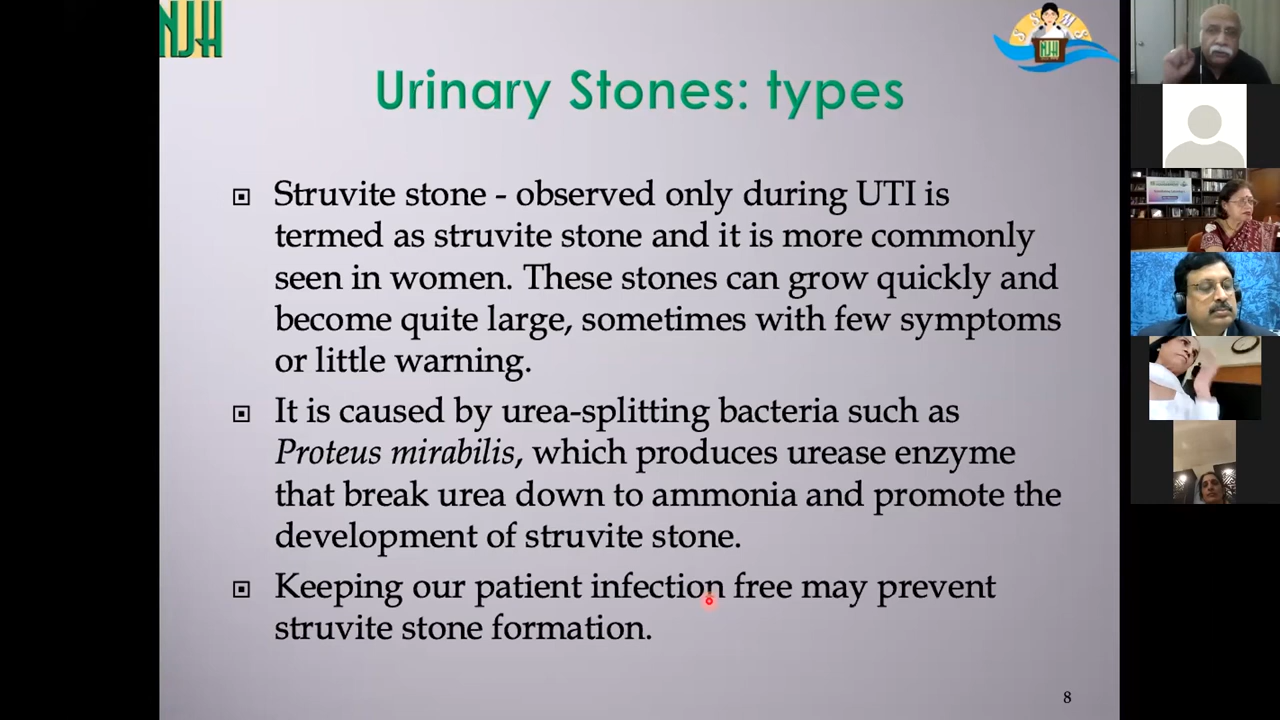 NJH
S S M S
NJH
Urinary Stones: types
Struvite stone - observed only during UTI is
termed as struvite stone and it is more commonly
seen in women. These stones can grow quickly and
become quite large, sometimes with few symptoms
or little warning.
It is caused by urea-splitting bacteria such as
Proteus mirabilis, which produces urease enzyme
that break urea down to ammonia and promote the
development of struvite stone.
Keeping our patient infection free may prevent
struvite stone formation.
8